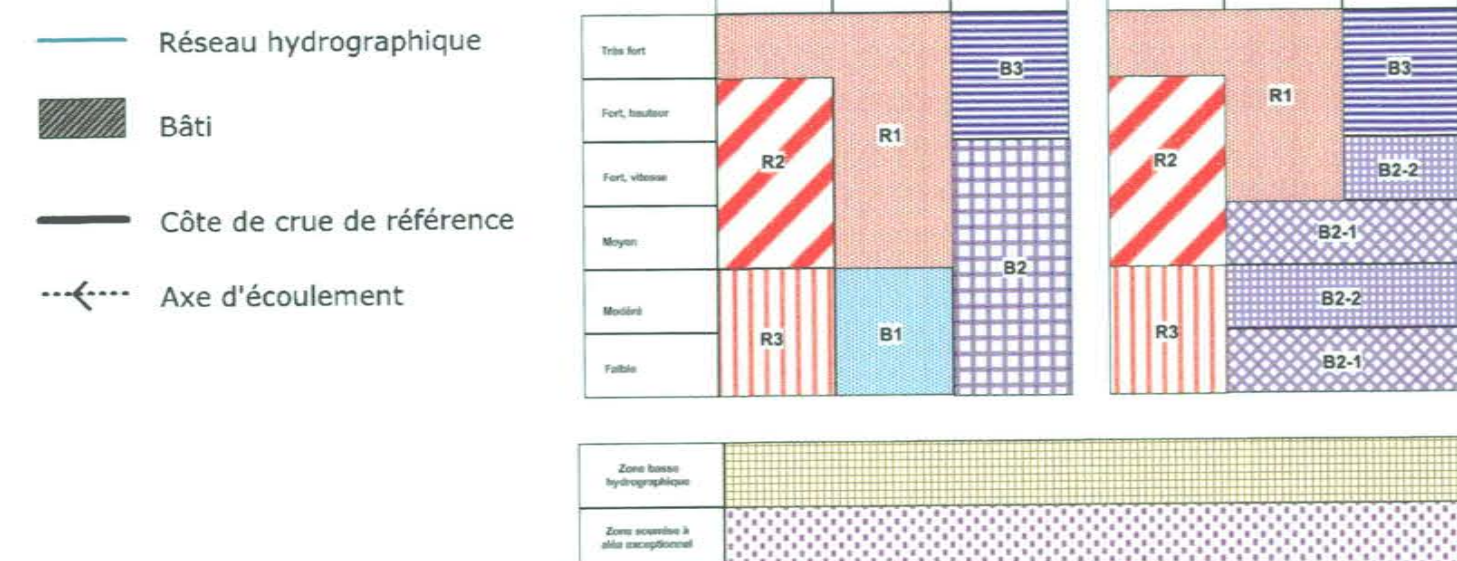 Réseau hydrographique
Bâti
Côte de crue de référence
Axe d'écoulement
Très fort
Fort, hauteur
Fort, vitesse
Moyen
Modéré
Faible
R2
R3
R1
B1
B3
B2
R2
R3
R1
B3
B2-2
B2-1
B2-2
B2-1
Zone basse
hydrographique
Zone soumise à
aléa exceptionnel